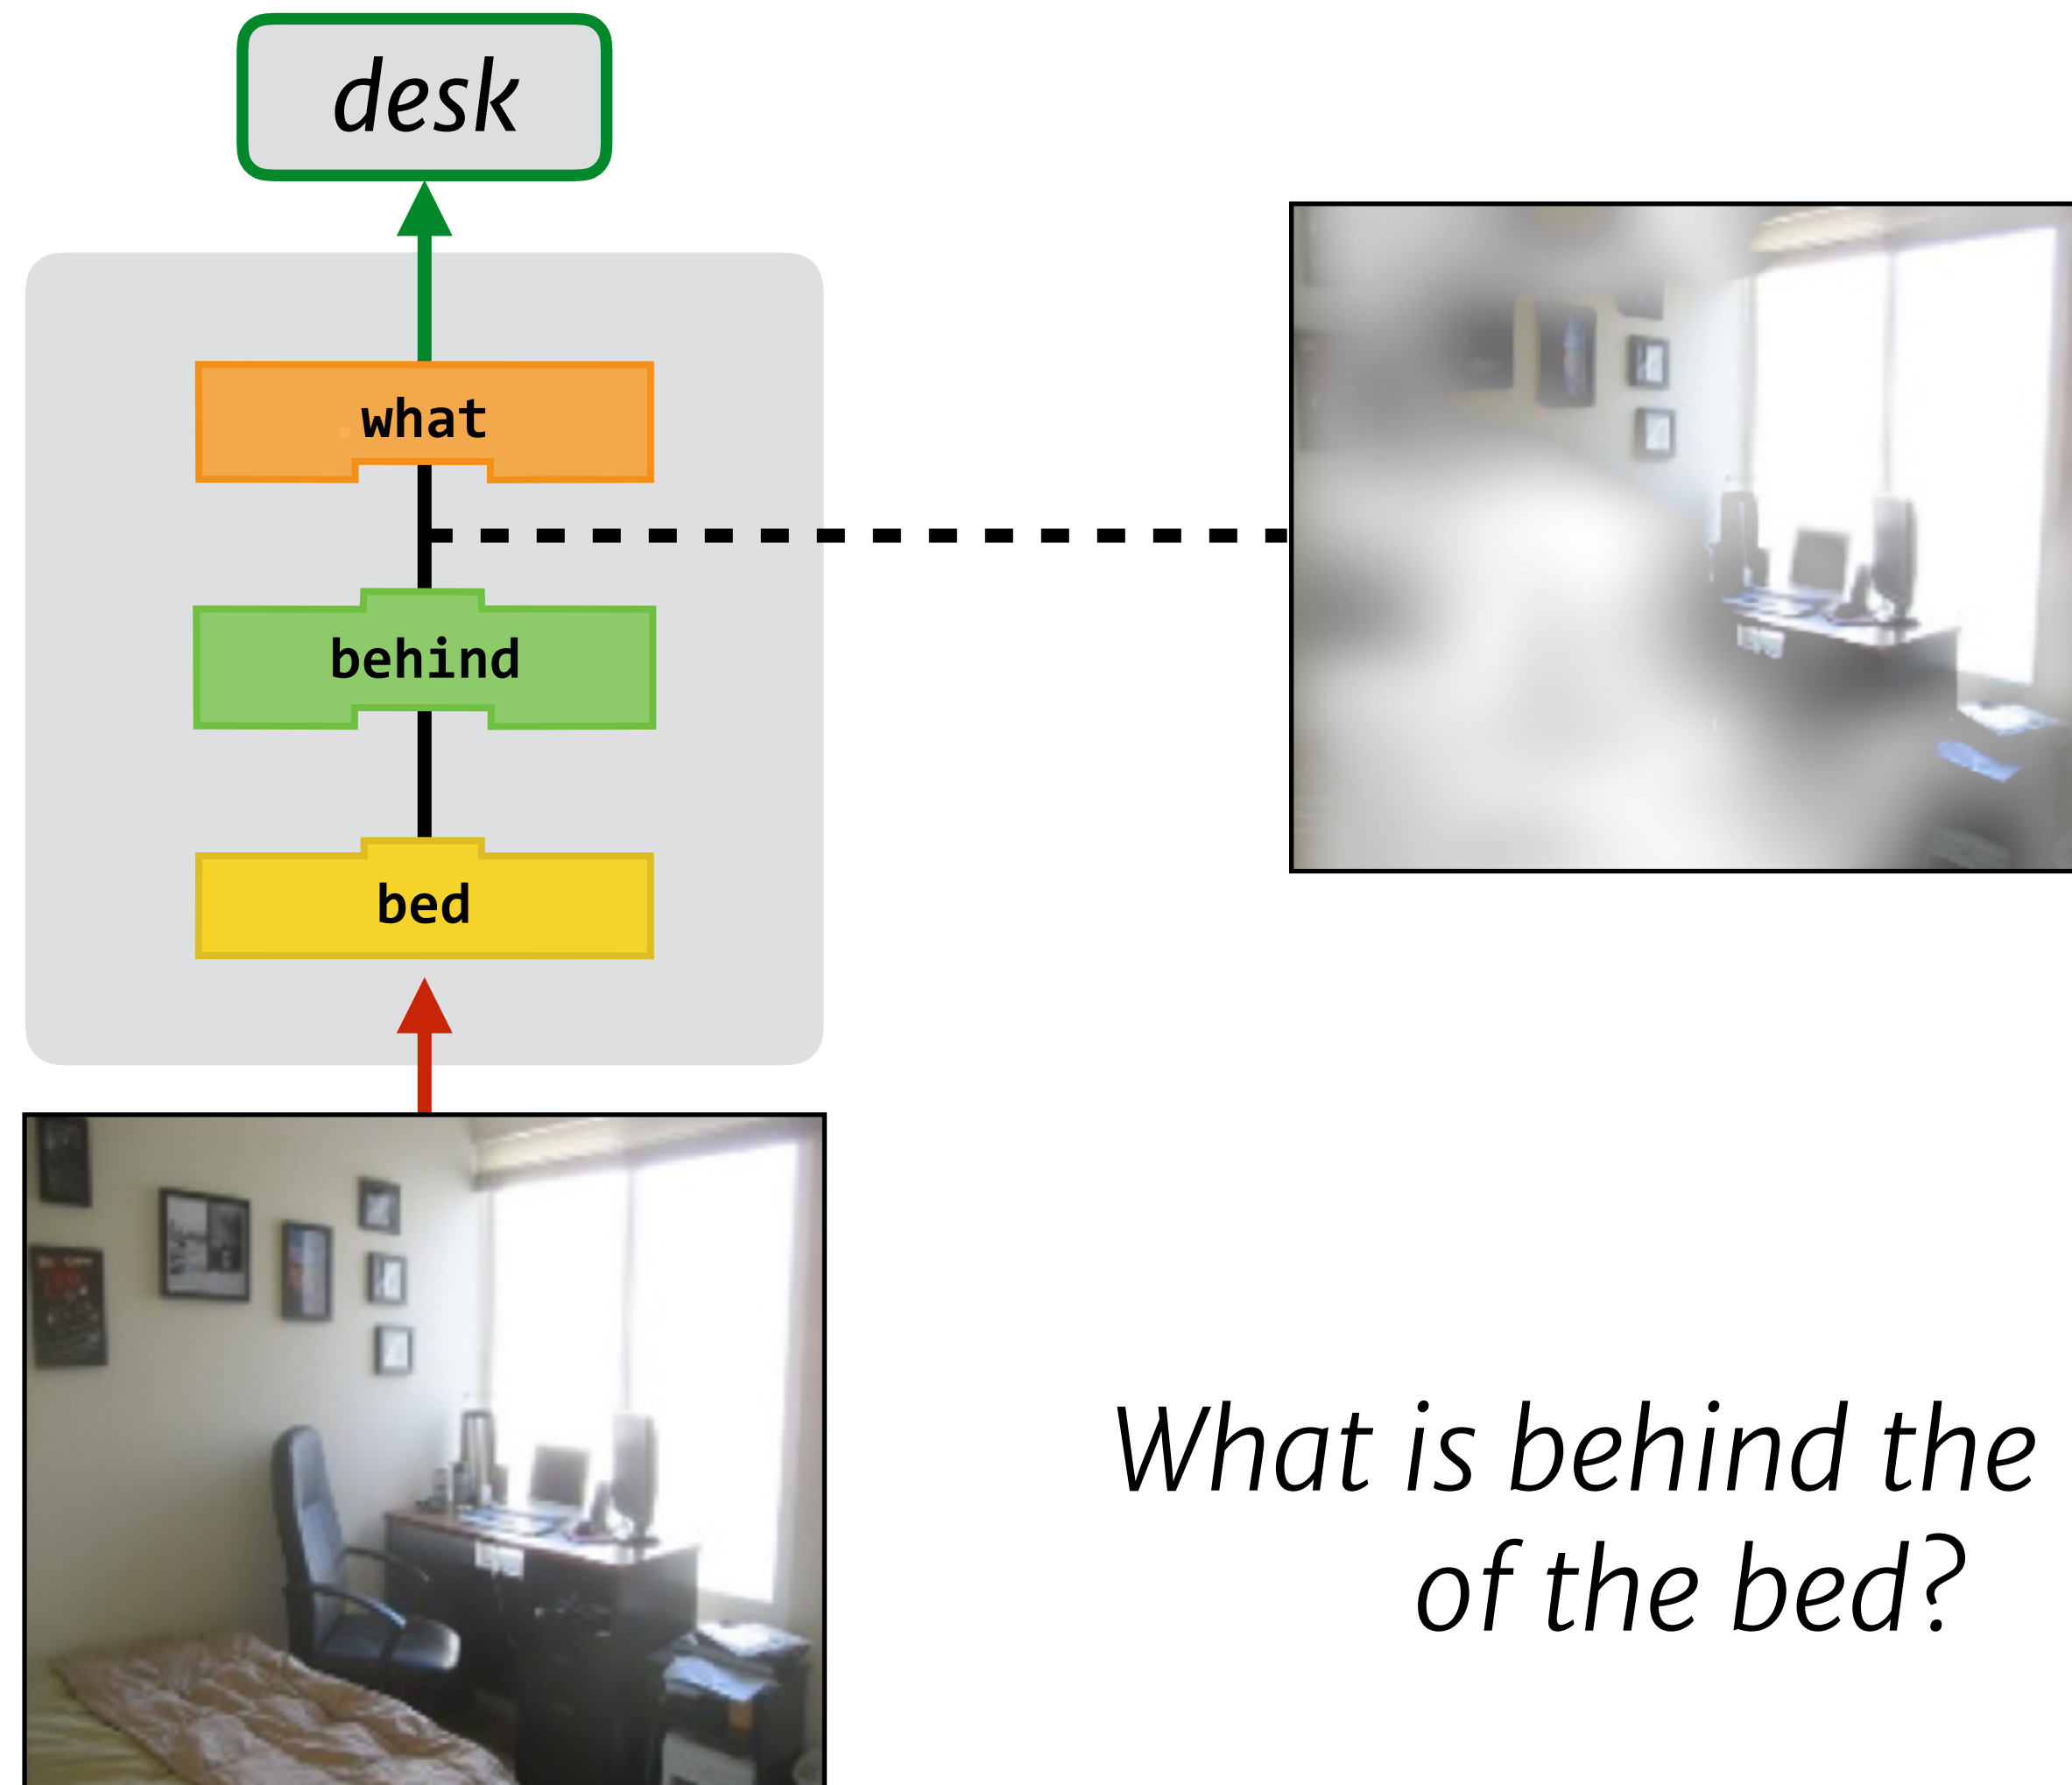 desk
what
behind
bed
What is behind the
of the bed?